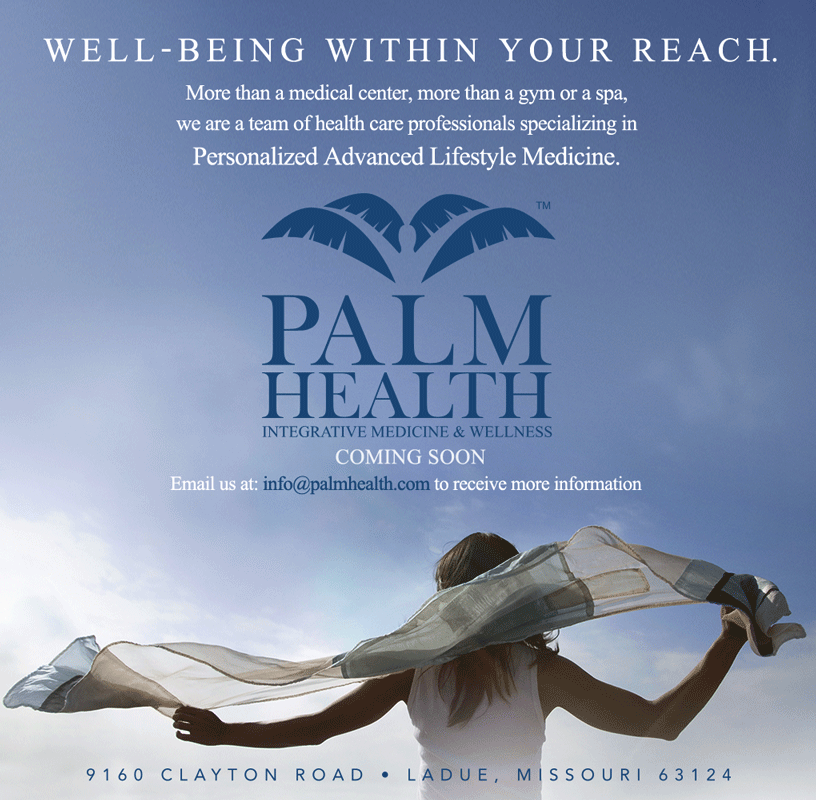 WELL-BEING WITHIN YOUR REACH.
More than a medical center, more than a gym or a spa,
we are a team of health care professionals specializing in
Personalized Advanced Lifestyle Medicine.
TM
PALM
HEALTH
INTEGRATIVE MEDICINE & WELLNESS
COMING SOON
Email us at: info@palmhealth.com to receive more information
9160 CLAYTON ROAD • LADUE, MISSOURI 63124